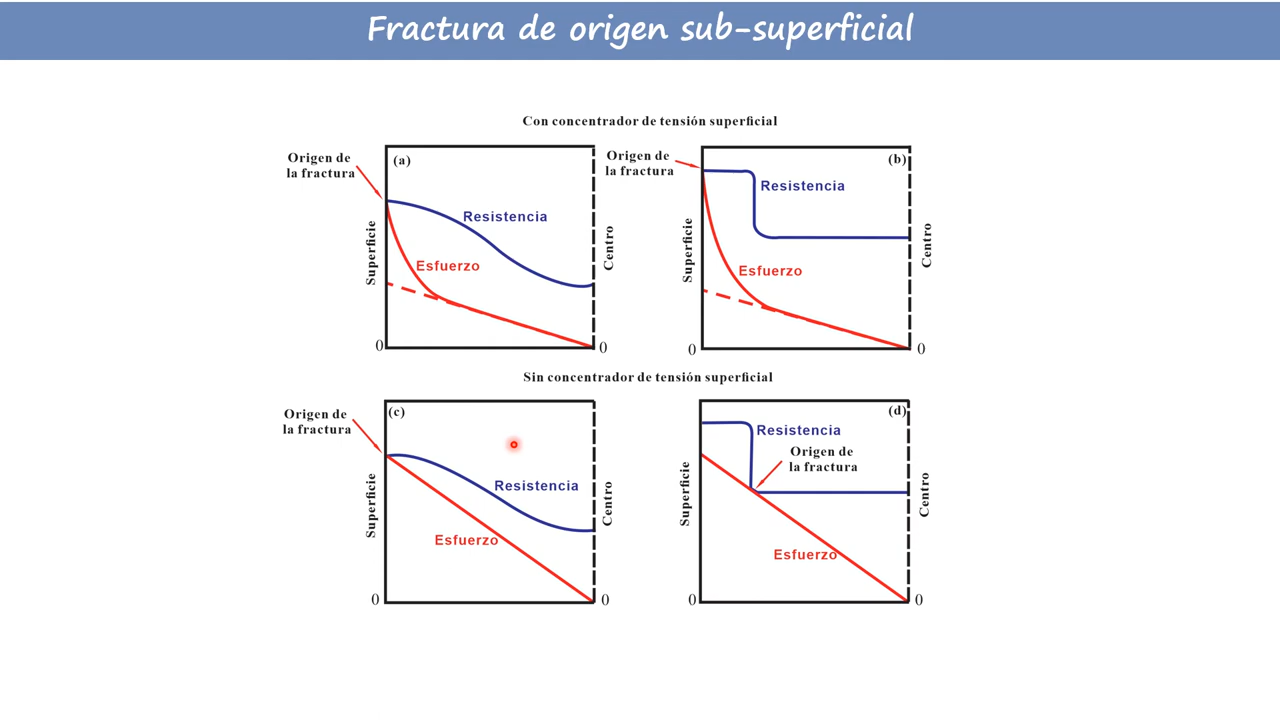 Fractura de origen sub-superficial
Con concentrador de tensión superficial
Origen de
la fractura
(a)
Resistencia
Esfuerzo
Superficie
Centro
0
0
Origen de
la fractura
(b)
Resistencia
Esfuerzo
Superficie
Centro
0
0
Sin concentrador de tensión superficial
Origen de
la fractura
(c)
Resistencia
Esfuerzo
Superficie
Centro
0
0
(d)
Resistencia
Origen de
la fractura
Esfuerzo
Superficie
Centro
0
0